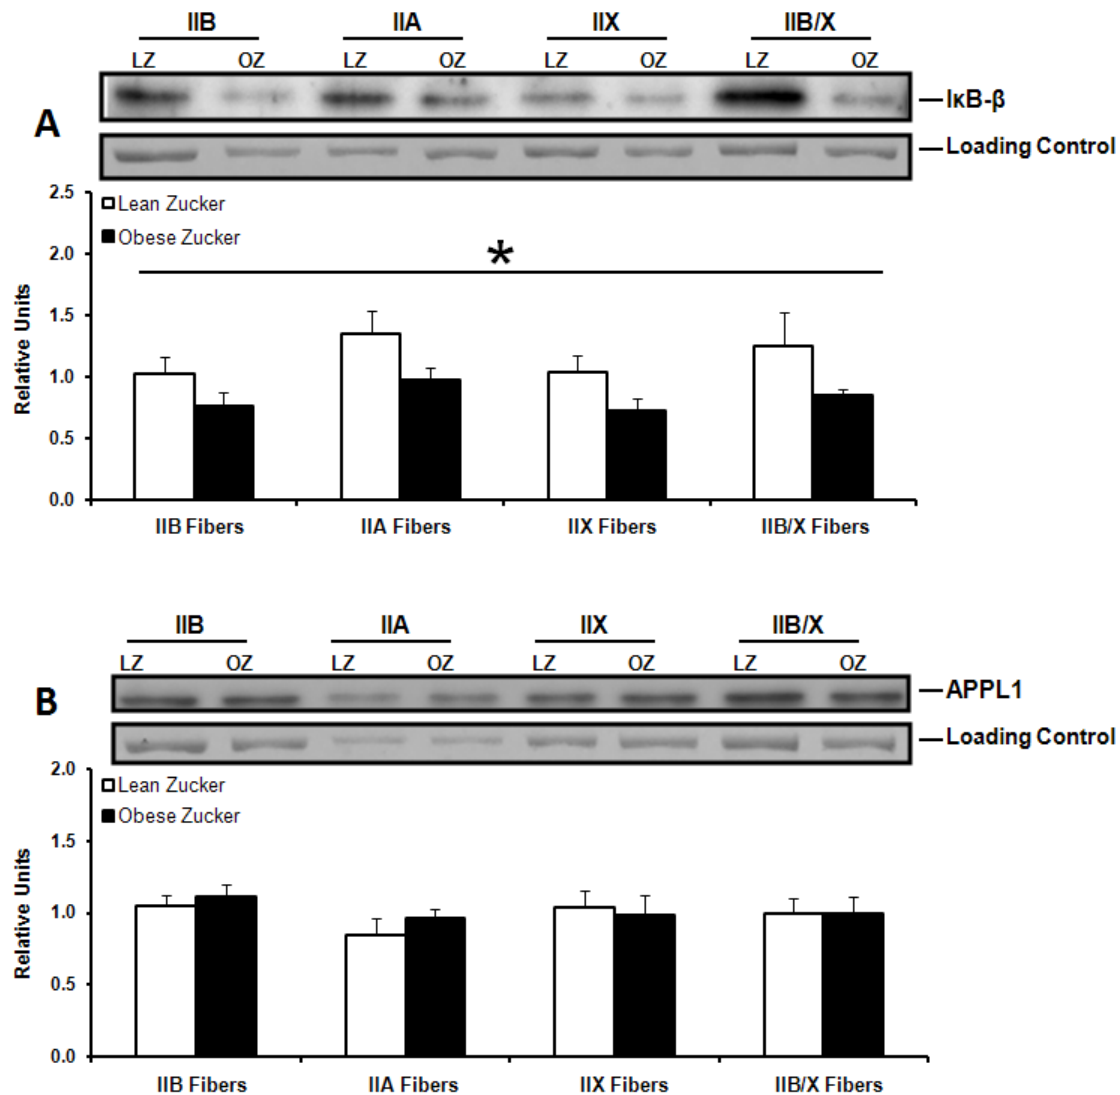 IIB IIA IIX IIB/X
LZ OZ LZ OZ LZ OZ LZ OZ
IκB-β
A
Loading Control
2.5
Lean Zucker
Obese Zucker
2.0
*
1.5
1.0
0.5
0.0
Relative Units
IIB Fibers IIA Fibers IIX Fibers IIB/X Fibers
IIB IIA IIX IIB/X
LZ OZ LZ OZ LZ OZ LZ OZ
B
APPL1
Loading Control
2.0
Lean Zucker
Obese Zucker
1.5
1.0
0.5
0.0
Relative Units
IIB Fibers IIA Fibers IIX Fibers IIB/X Fibers